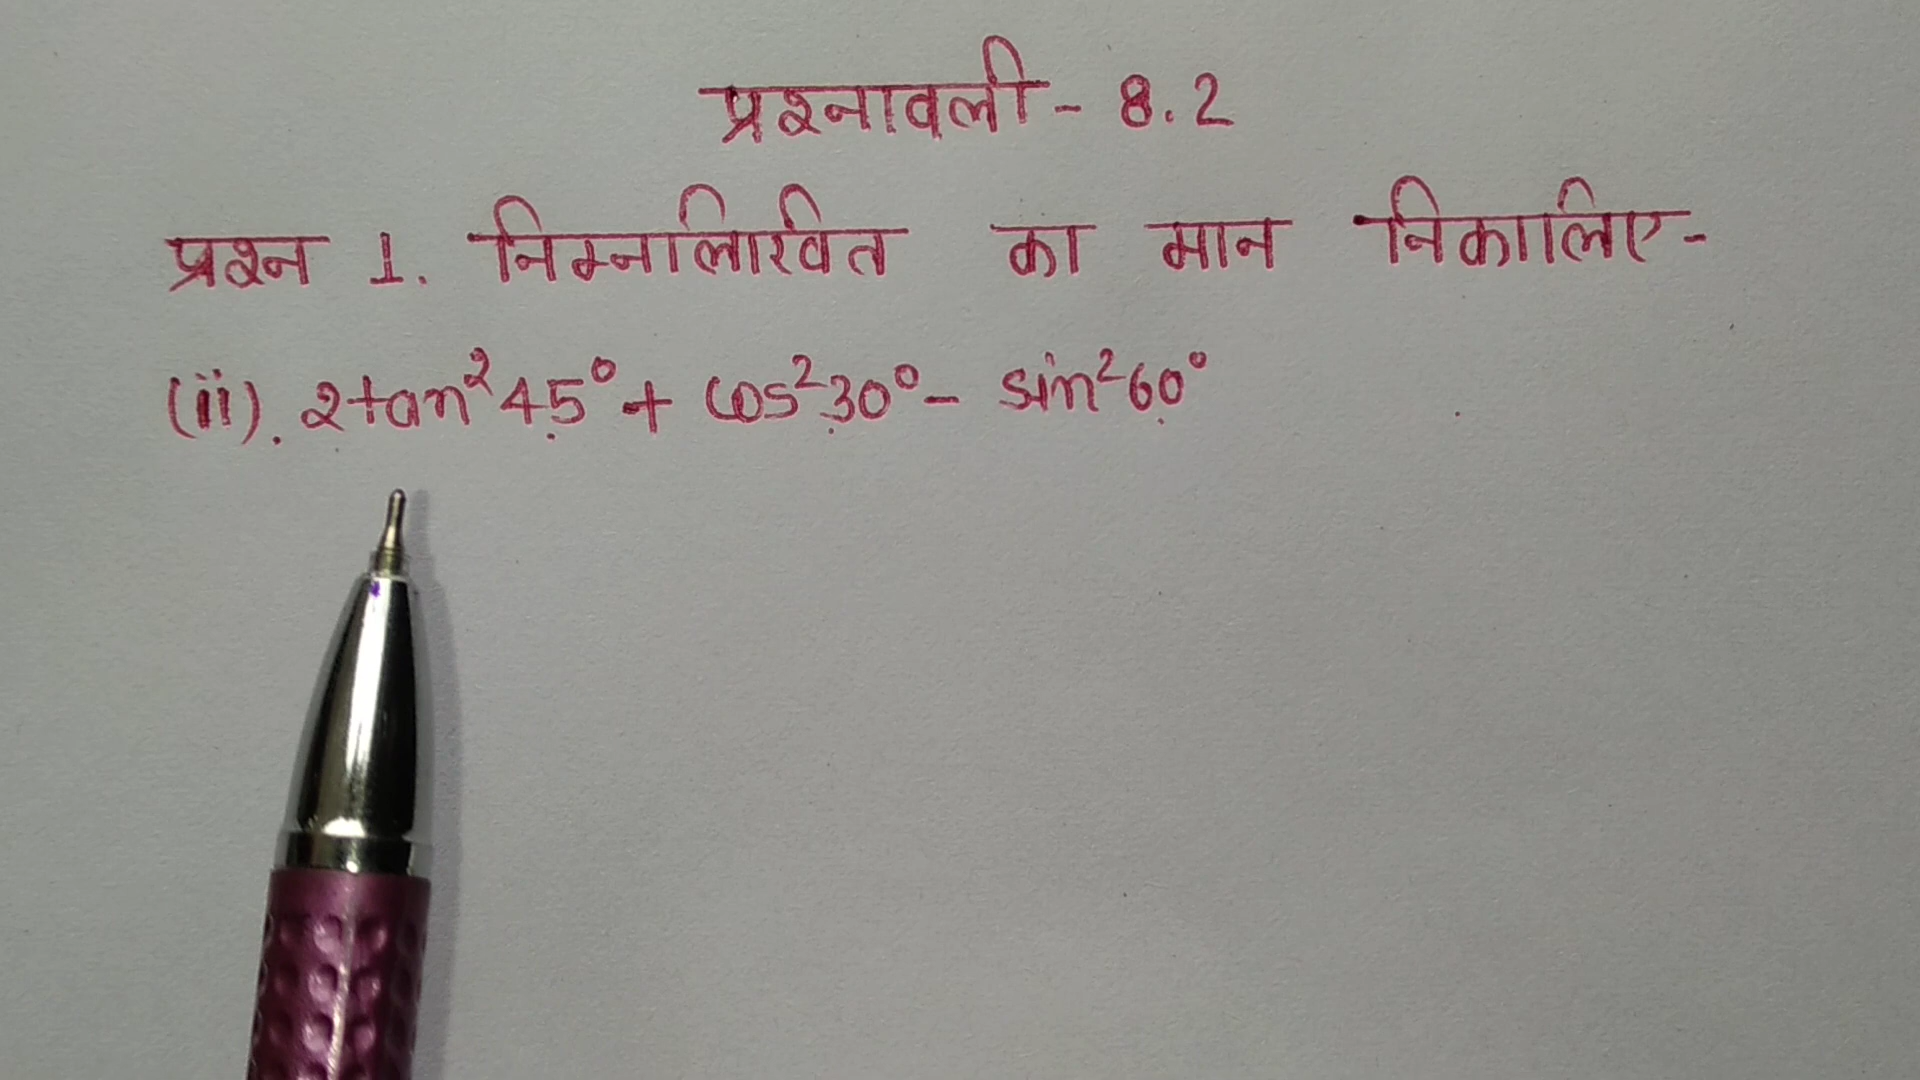 प्रश्नावली - 8.2
प्रश्न 1. निम्नलिखित का मान निकालिए-
(ii). 2tan²45° + cos²30° - sin²60°